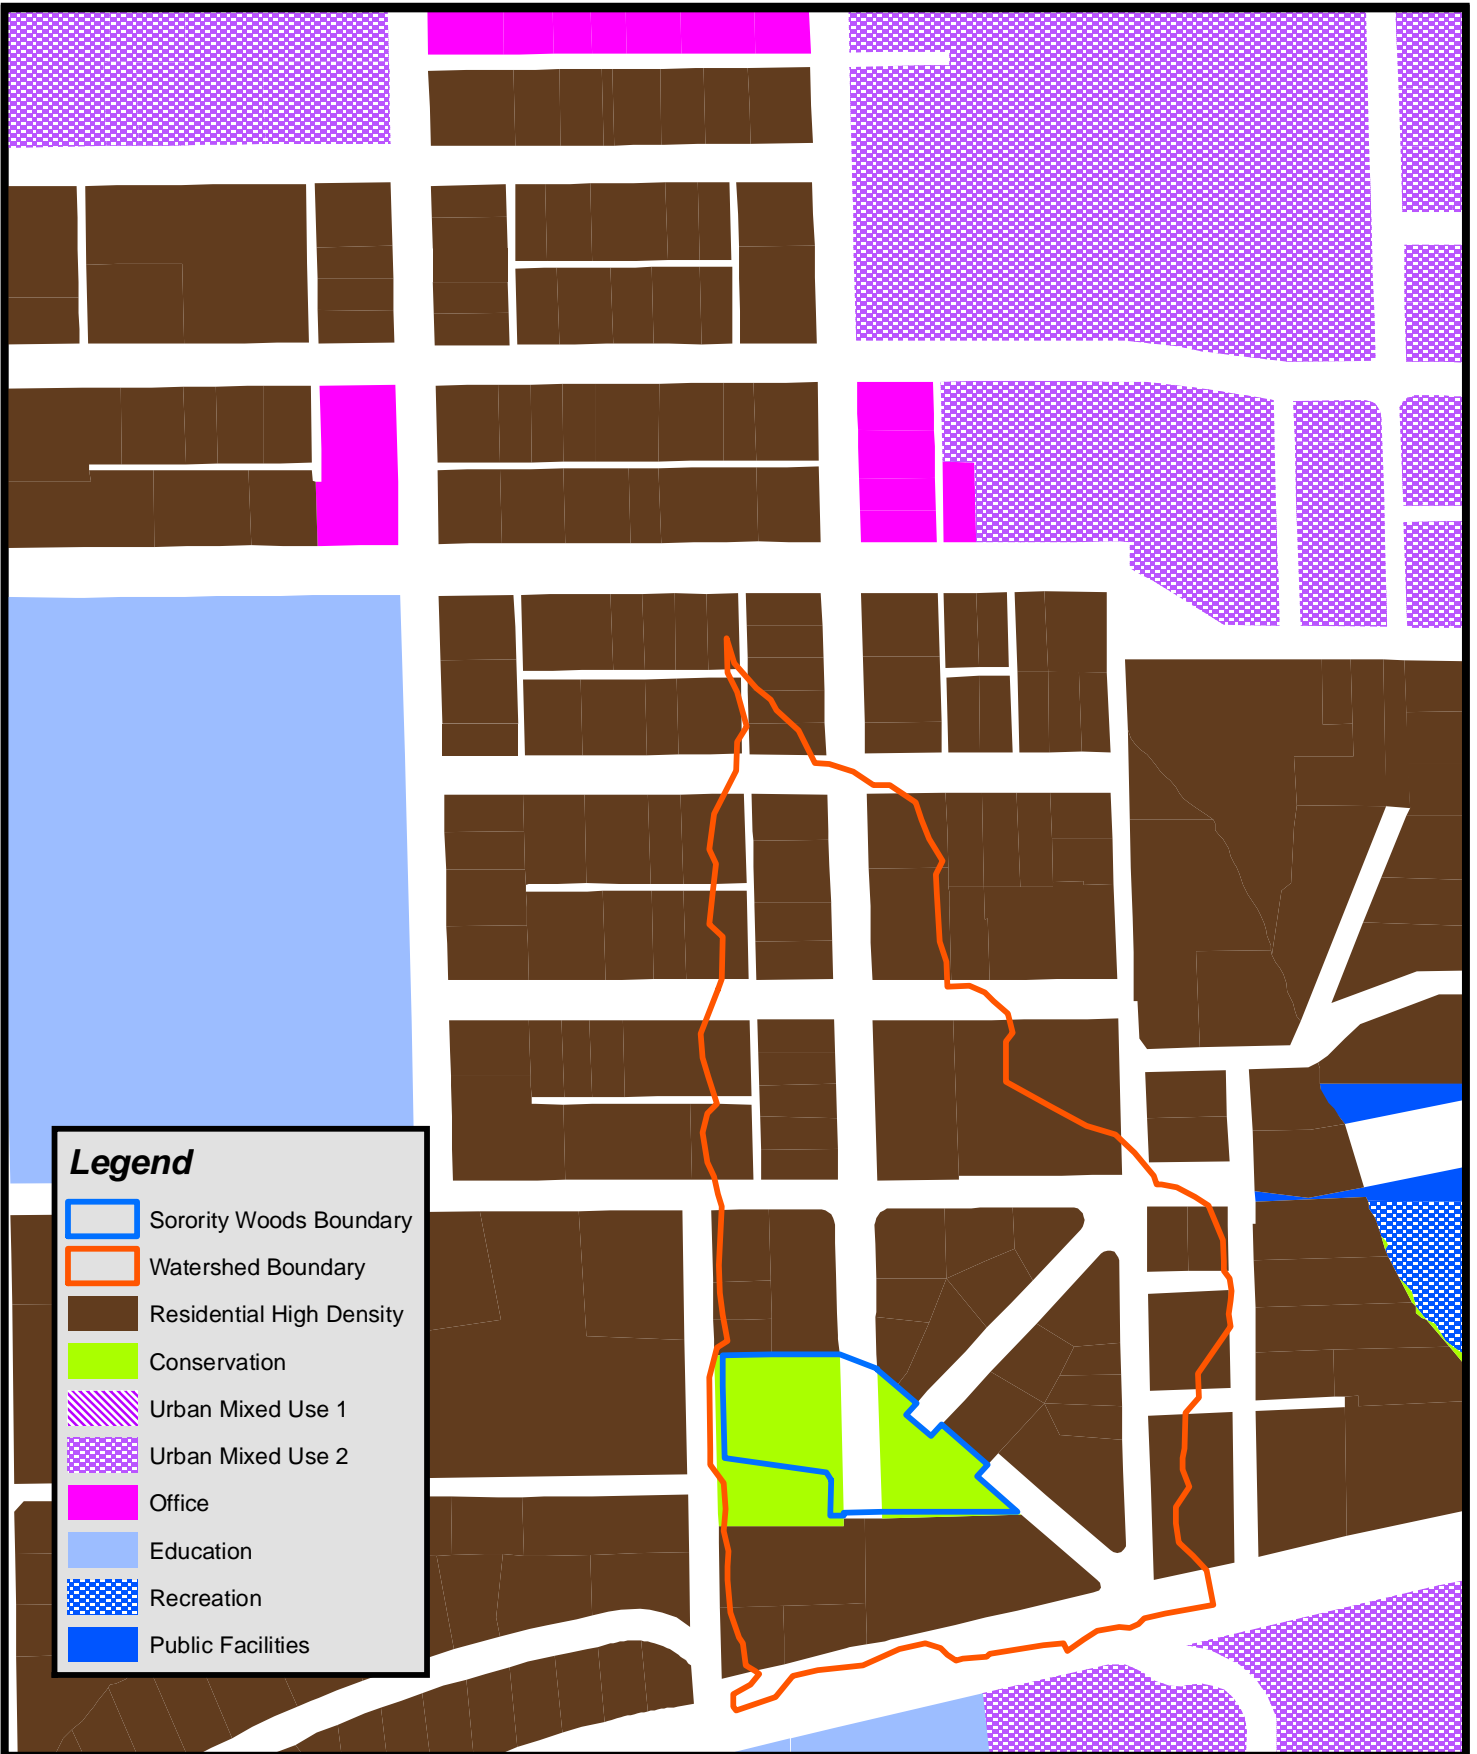 Legend
Sorority Woods Boundary
Watershed Boundary
Residential High Density
Conservation
Urban Mixed Use 1
Urban Mixed Use 2
Office
Education
Recreation
Public Facilities